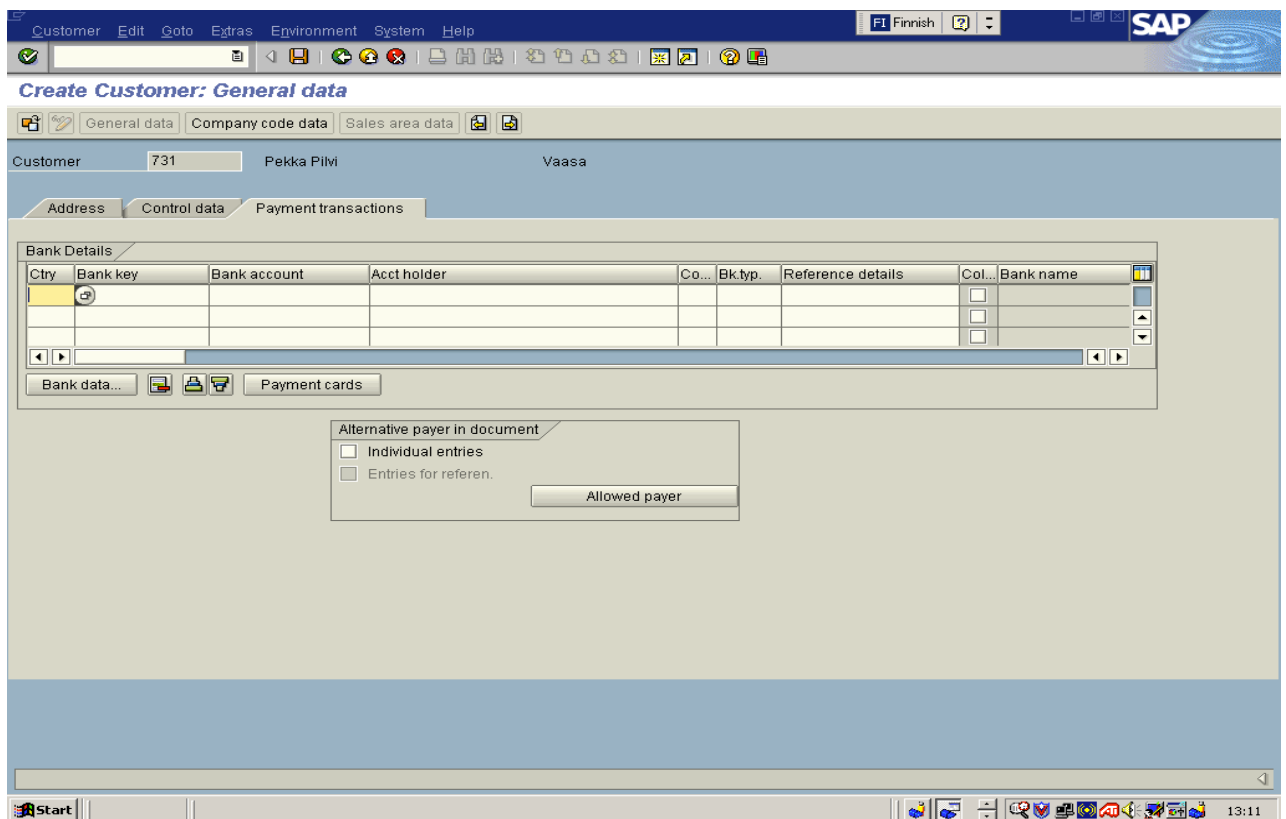 Customer Edit Goto Extras Environment System Help
FI Finnish
SAP
Create Customer: General data
General data Company code data Sales area data
Customer 731 Pekka Pilvi Vaasa
Address Control data Payment transactions
Bank Details
Ctry Bank key Bank account Acct holder Co... Bk.typ. Reference details Col... Bank name
Bank data... Payment cards
Alternative payer in document
Individual entries
Entries for referen.
Allowed payer
Start 13:11